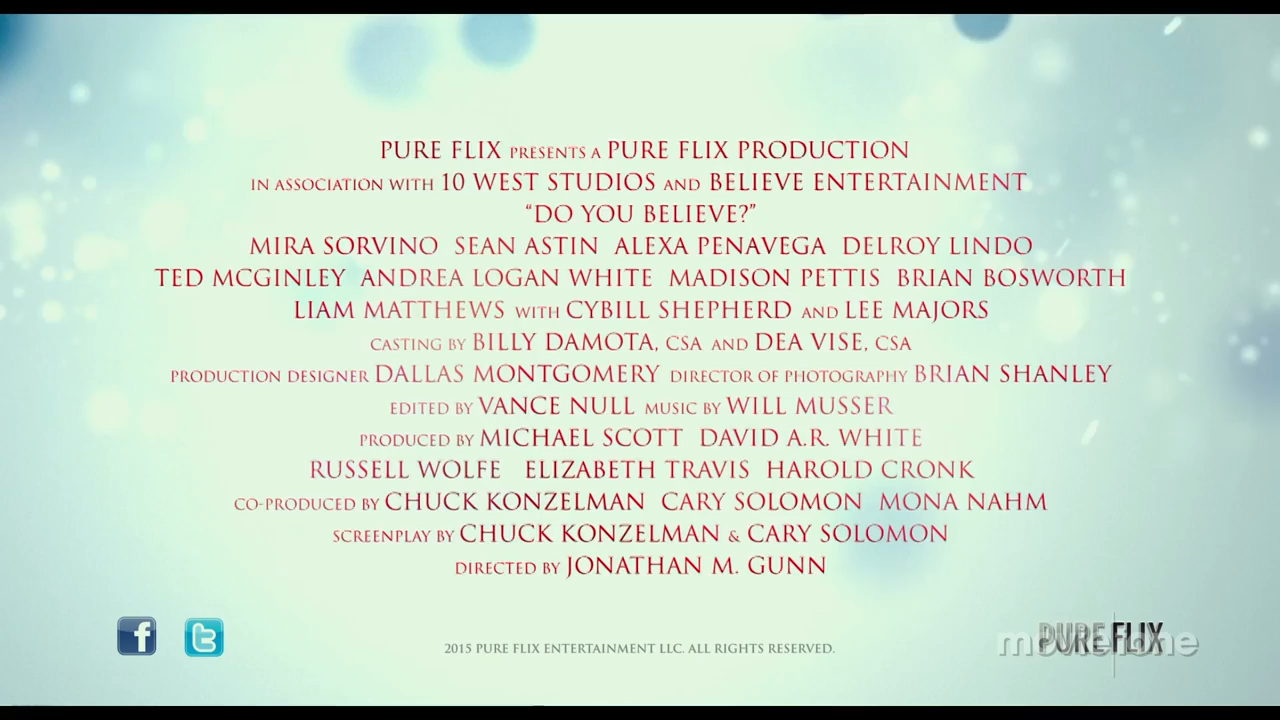 PURE FLIX PRESENTS A PURE FLIX PRODUCTION
IN ASSOCIATION WITH 10 WEST STUDIOS AND BELIEVE ENTERTAINMENT
“DO YOU BELIEVE?”
MIRA SORVINO SEAN ASTIN ALEXA PENAVEGA DELROY LINDO
TED MCGINLEY ANDREA LOGAN WHITE MADISON PETTIS BRIAN BOSWORTH
LIAM MATTHEWS WITH CYBILL SHEPHERD AND LEE MAJORS
CASTING BY BILLY DAMOTA, CSA AND DEA VISE, CSA
PRODUCTION DESIGNER DALLAS MONTGOMERY DIRECTOR OF PHOTOGRAPHY BRIAN SHANLEY
EDITED BY VANCE NULL MUSIC BY WILL MUSSER
PRODUCED BY MICHAEL SCOTT DAVID A.R. WHITE
RUSSELL WOLFE ELIZABETH TRAVIS HAROLD CRONK
CO-PRODUCED BY CHUCK KONZELMAN CARY SOLOMON MONA NAHM
SCREENPLAY BY CHUCK KONZELMAN & CARY SOLOMON
DIRECTED BY JONATHAN M. GUNN
f t
2015 PURE FLIX ENTERTAINMENT LLC. ALL RIGHTS RESERVED.
PURE FLIX
moviefone